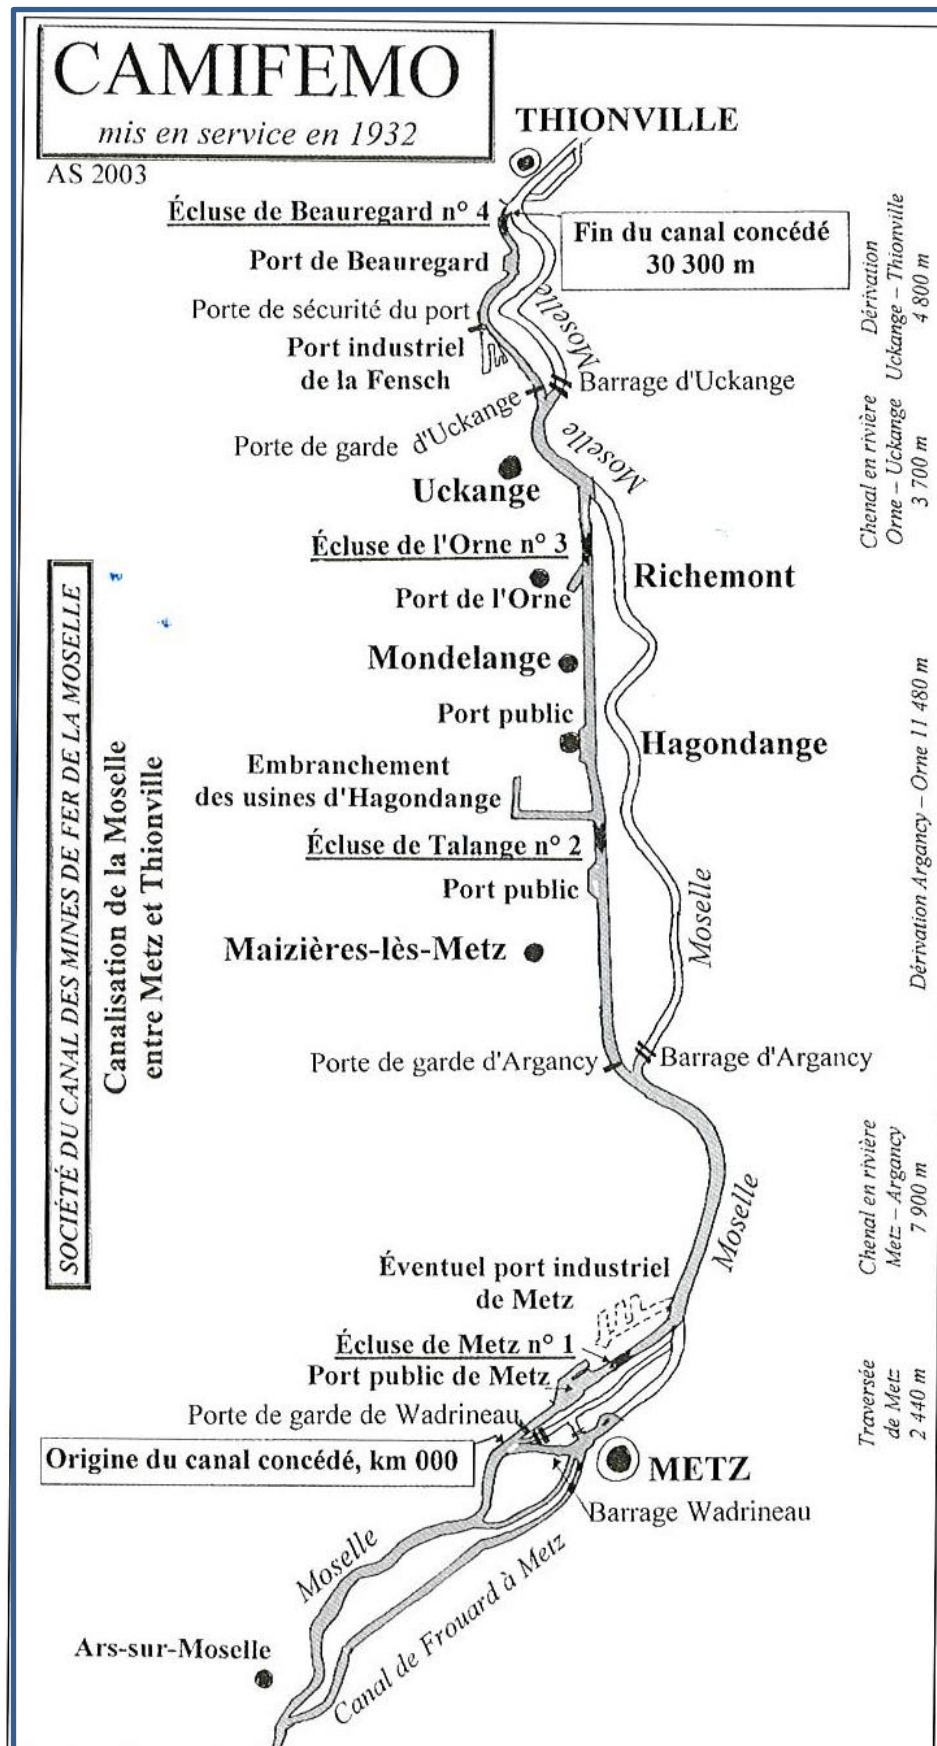 CAMIFEMO
mis en service en 1932
AS 2003
THIONVILLE
Écluse de Beauregard n° 4
Fin du canal concédé
30 300 m
Port de Beauregard
Moselle
Porte de sécurité du port
Port industriel
de la Fensch
Barrage d'Uckange
Porte de garde d'Uckange
Moselle
Uckange
Écluse de l'Orne n° 3
Richemont
Port de l'Orne
Mondelange
Port public
Hagondange
Embranchement
des usines d'Hagondange
Écluse de Talange n° 2
Port public
Moselle
Maizières-lès-Metz
Porte de garde d'Argancy
Barrage d'Argancy
Moselle
Éventuel port industriel
de Metz
Écluse de Metz n° 1
Port public de Metz
Porte de garde de Wadrineau
Origine du canal concédé, km 000
METZ
Barrage Wadrineau
Moselle
Canal de Frouard à Metz
Ars-sur-Moselle
SOCIÉTÉ DU CANAL DES MINES DE FER DE LA MOSELLE
Canalisation de la Moselle
entre Metz et Thionville
Dérivation
Uckange – Thionville
4 800 m
Chenal en rivière
Orne – Uckange
3 700 m
Dérivation Argancy – Orne 11 480 m
Chenal en rivière
Metz – Argancy
7 900 m
Traversée
de Metz
2 440 m